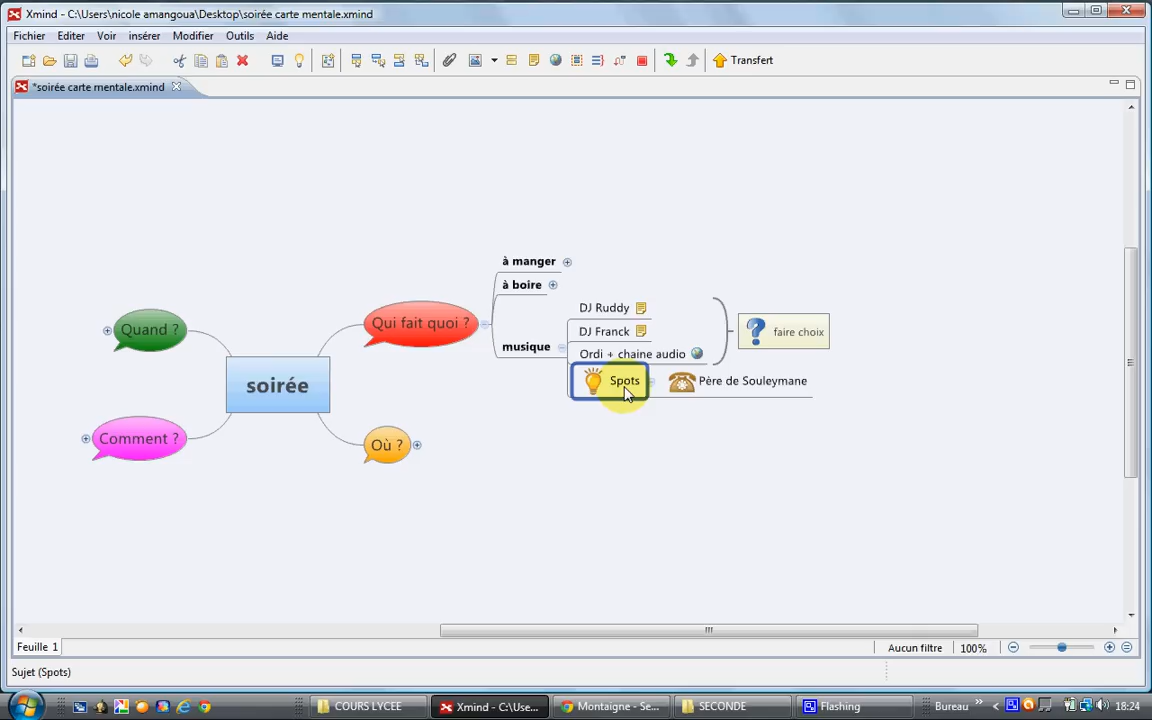 Xmind - C:\Users\nicole amangoua\Desktop\soirée carte mentale.xmind
Fichier Editer Voir insérer Modifier Outils Aide
Transfert
*soirée carte mentale.xmind
à manger
à boire
DJ Ruddy
Quand ?
Qui fait quoi ?
DJ Franck
faire choix
musique
Ordi + chaine audio
soirée
Spots
Père de Souleymane
Comment ?
Où ?
Feuille 1
Aucun filtre 100%
Sujet (Spots)
COURS LYCEE
Xmind - C:\Use...
Montaigne - Se...
SECONDE
Flashing
Bureau
18:24